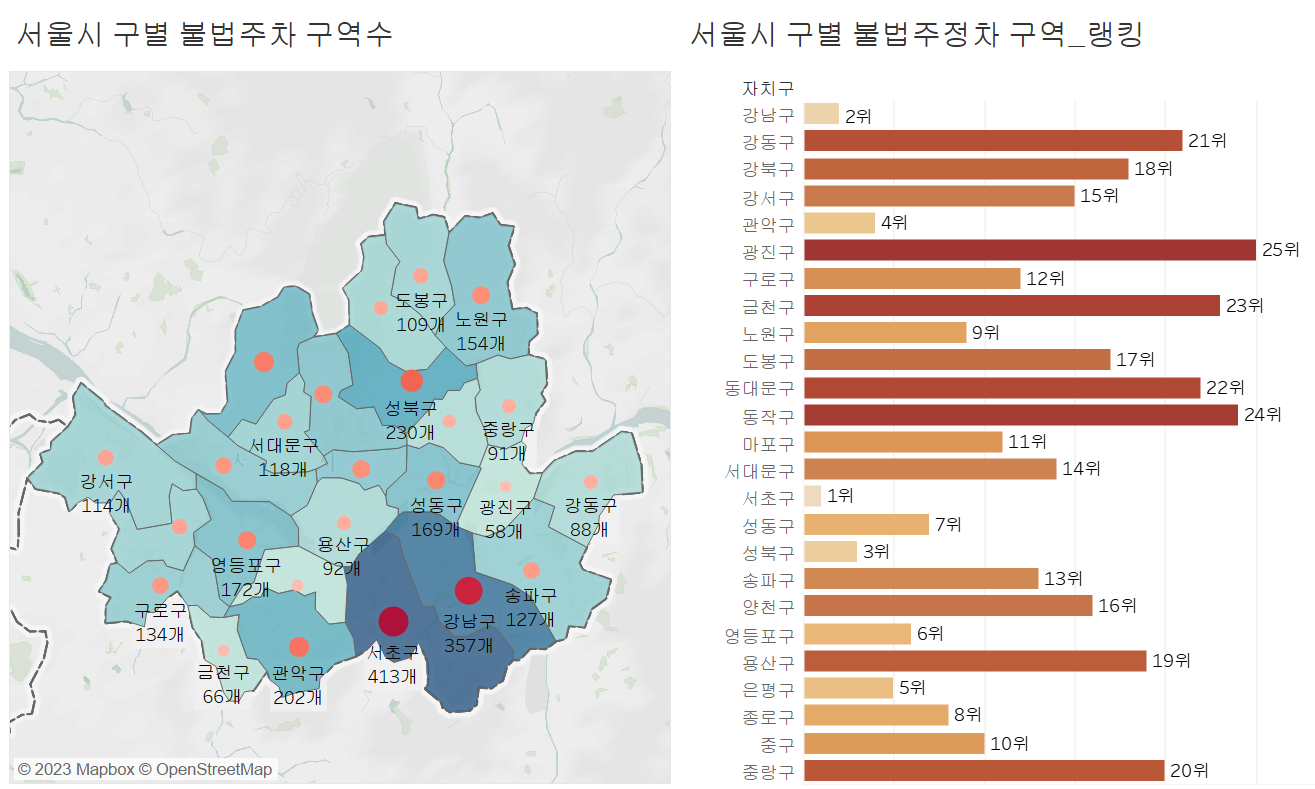 서울시 구별 불법주차 구역수
도봉구
109개
노원구
154개
성북구
230개
중랑구
91개
서대문구
118개
강서구
114개
성동구
169개
광진구
58개
강동구
88개
용산구
92개
영등포구
172개
송파구
127개
구로구
134개
강남구
357개
서초구
413개
금천구
66개
관악구
202개
© 2023 Mapbox © OpenStreetMap
서울시 구별 불법주정차 구역_랭킹
자치구
강남구 2위
강동구 21위
강북구 18위
강서구 15위
관악구 4위
광진구 25위
구로구 12위
금천구 23위
노원구 9위
도봉구 17위
동대문구 22위
동작구 24위
마포구 11위
서대문구 14위
서초구 1위
성동구 7위
성북구 3위
송파구 13위
양천구 16위
영등포구 6위
용산구 19위
은평구 5위
종로구 8위
중구 10위
중랑구 20위